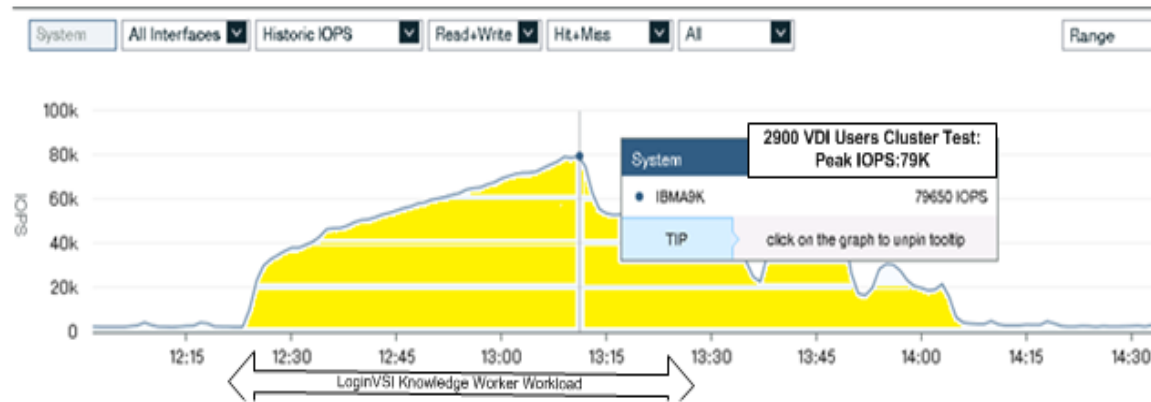 System All Interfaces Historic IOPS Read+Write Hit+Miss All Range
100k
80k
60k
40k
20k
0
IOPS
2900 VDI Users Cluster Test:
Peak IOPS:79K
System
IBMA9K 79650 IOPS
TIP click on the graph to unpin tooltip
12:15 12:30 12:45 13:00 13:15 13:30 13:45 14:00 14:15 14:30
LoginVSI Knowledge Worker Workload